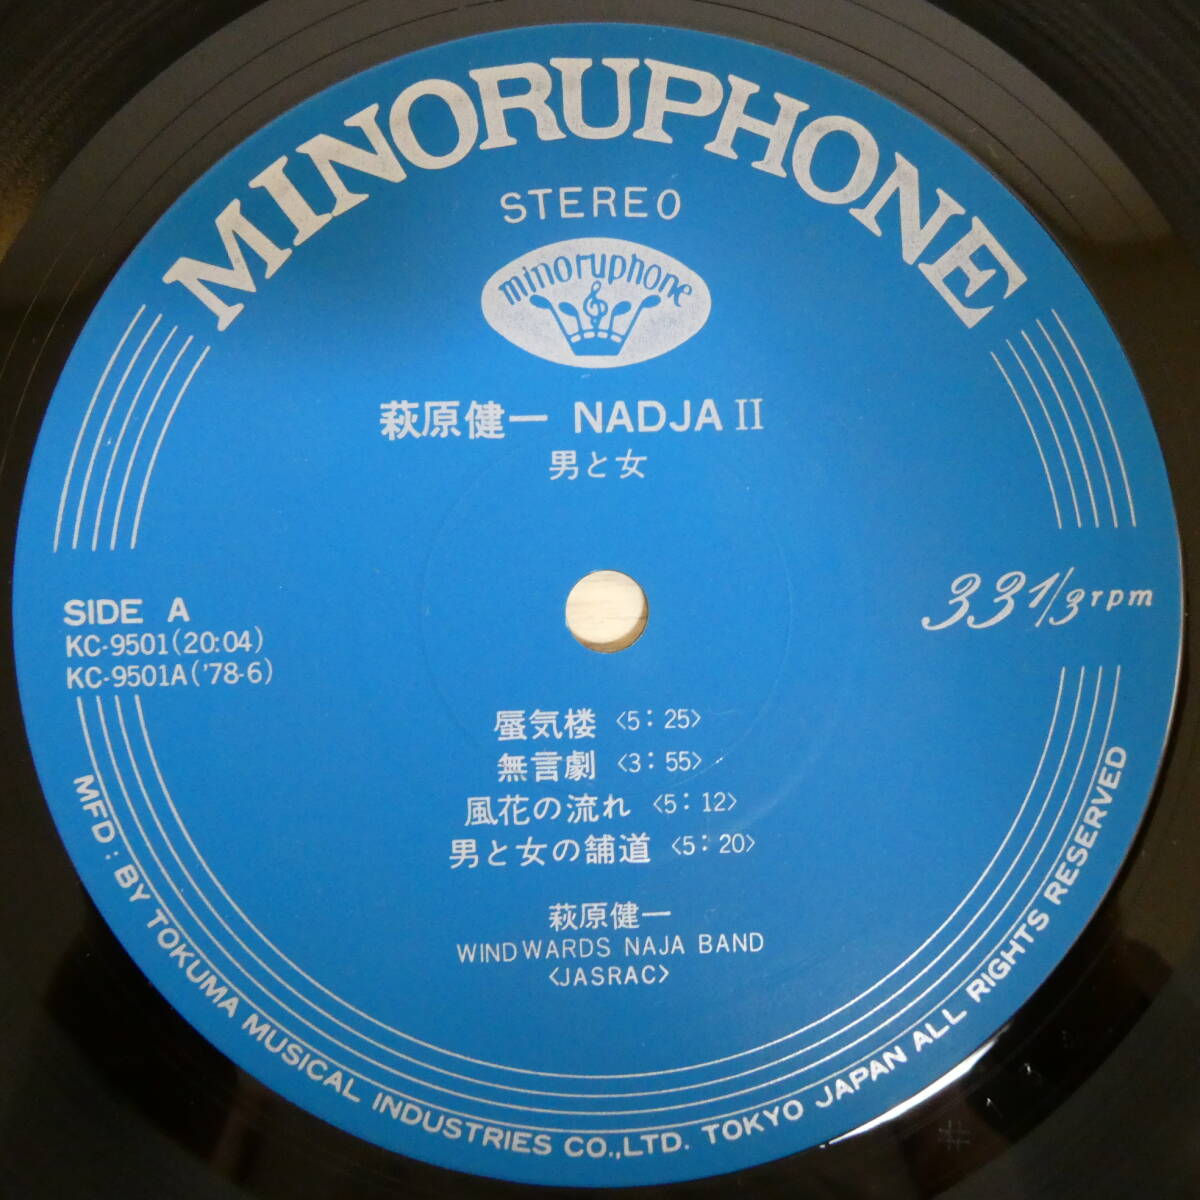 MINORUPHONE
STEREO
minoruphone
萩原健一 NADJA II
男と女
SIDE A
KC-9501(20:04)
KC-9501A('78-6)
33 1/3 rpm
蜃気楼 〈5:25〉
無言劇 〈3:55〉
風花の流れ 〈5:12〉
男と女の舗道 〈5:20〉
萩原健一
WINDWARDS NAJA BAND
〈JASRAC〉
MFD: BY TOKUMA MUSICAL INDUSTRIES CO.,LTD. TOKYO JAPAN ALL RIGHTS RESERVED